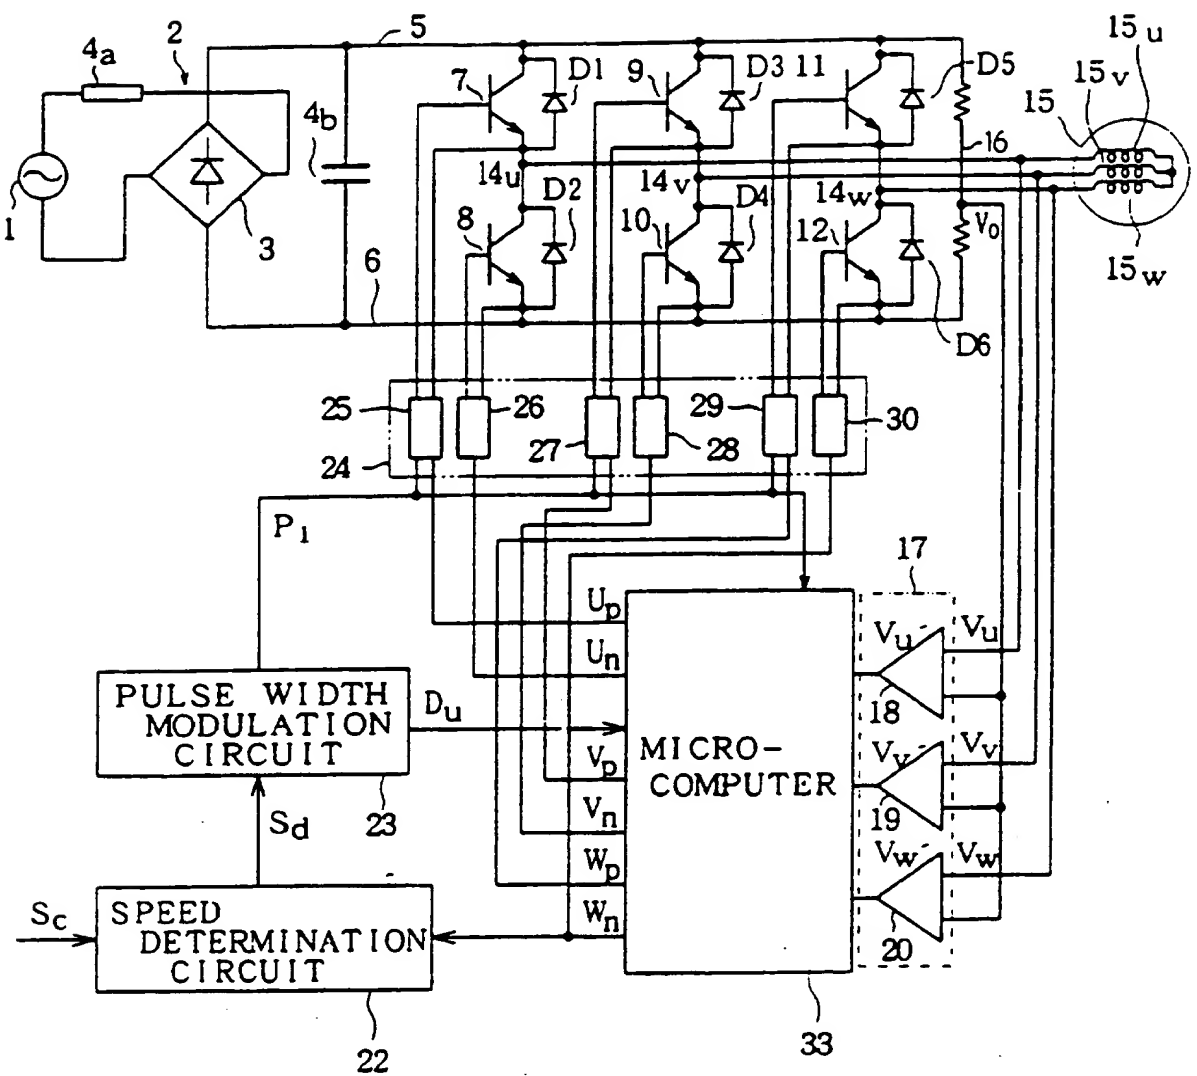 2
5
15u
4a
7
D1
9
D3
11
D5
15v
15
4b
16
1
14u
14v
14w
3
8
D2
10
D4
12
V0
15w
6
D6
25
26
27
28
29
30
24
P1
17
Up
Vu´
Vu
Un
PULSE WIDTH
MODULATION
CIRCUIT
Du
18
MICRO-
COMPUTER
Vp
Vv´
Vv
Sd
23
Vn
19
Wp
Vw´
Vw
Sc
SPEED
DETERMINATION
CIRCUIT
Wn
20
22
33